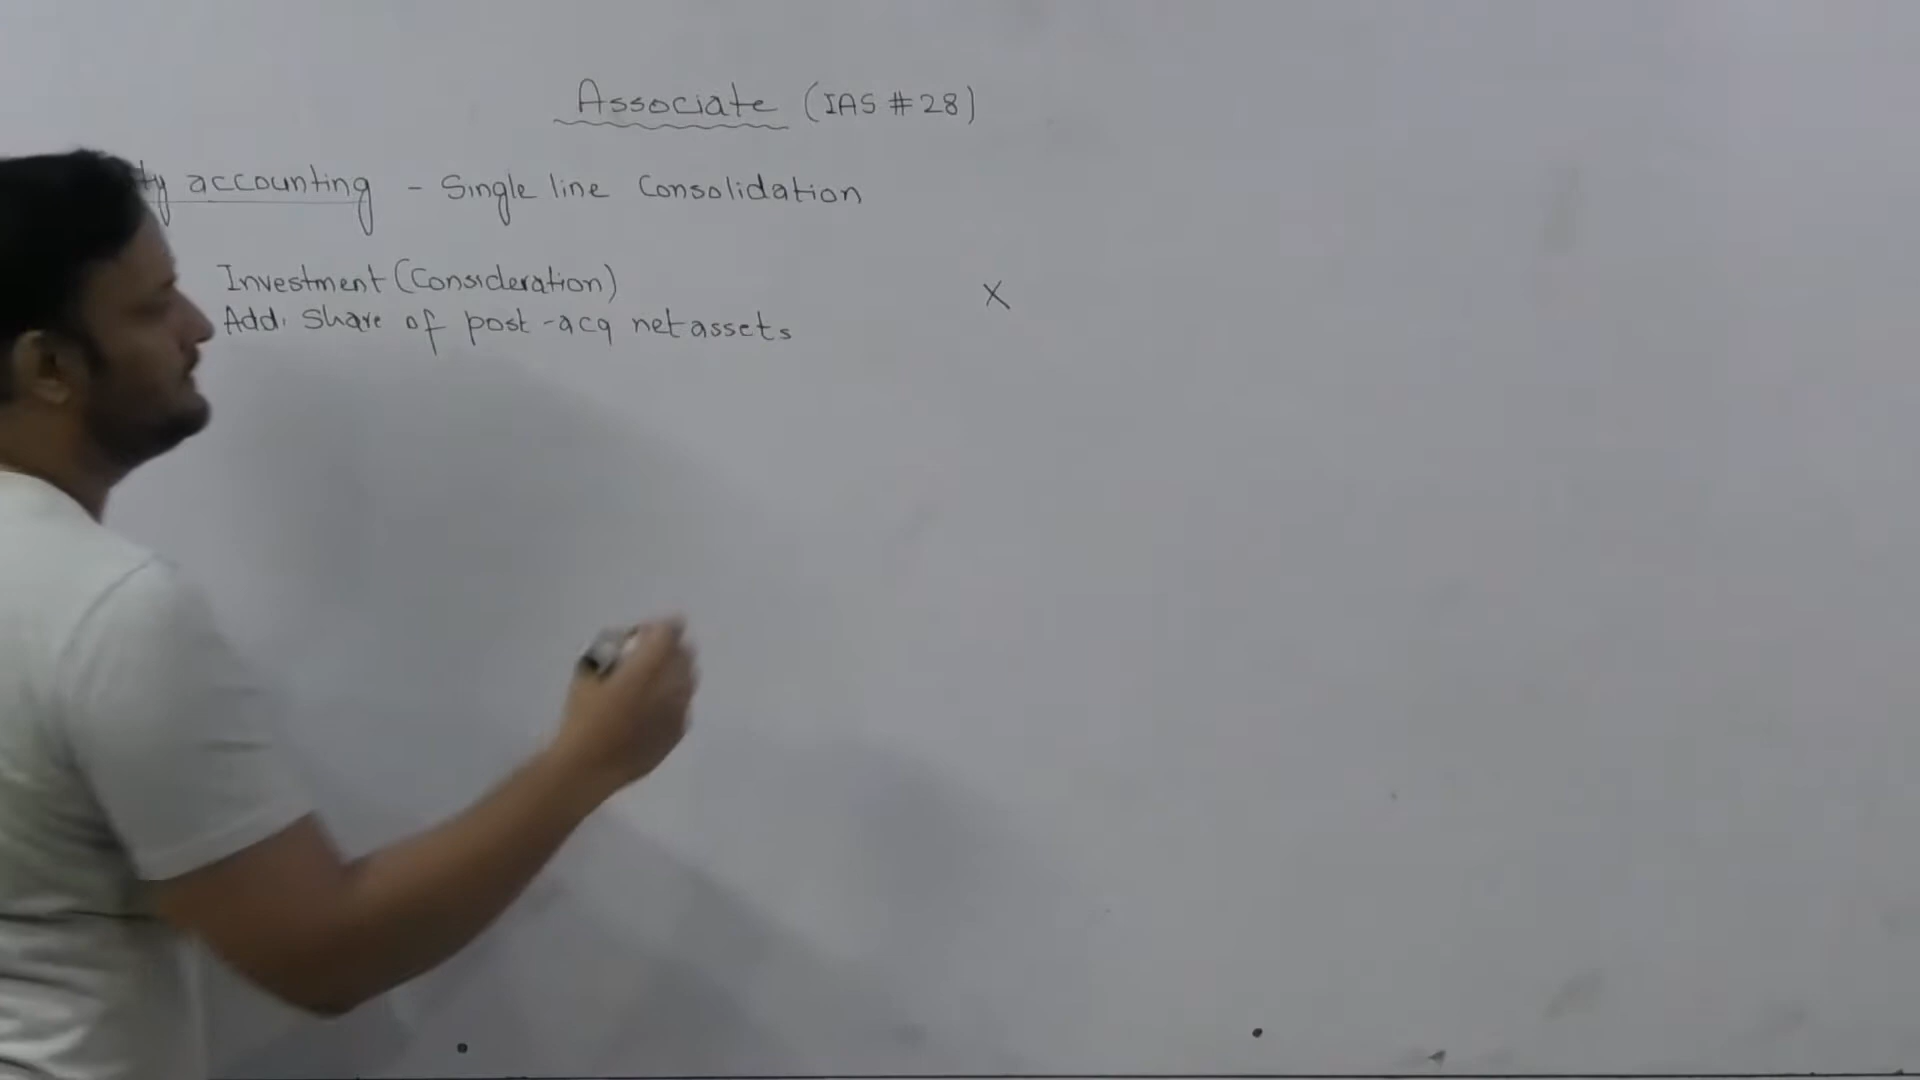 Associate (IAS # 28)
ty accounting - Single line Consolidation
Investment (Consideration) X
Add. Share of post-acq net assets